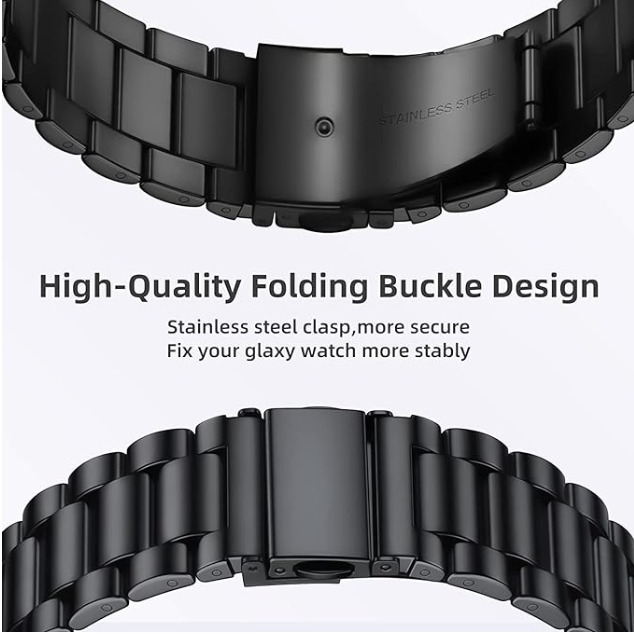 STAINLESS STEEL
High-Quality Folding Buckle Design
Stainless steel clasp,more secure
Fix your glaxy watch more stably